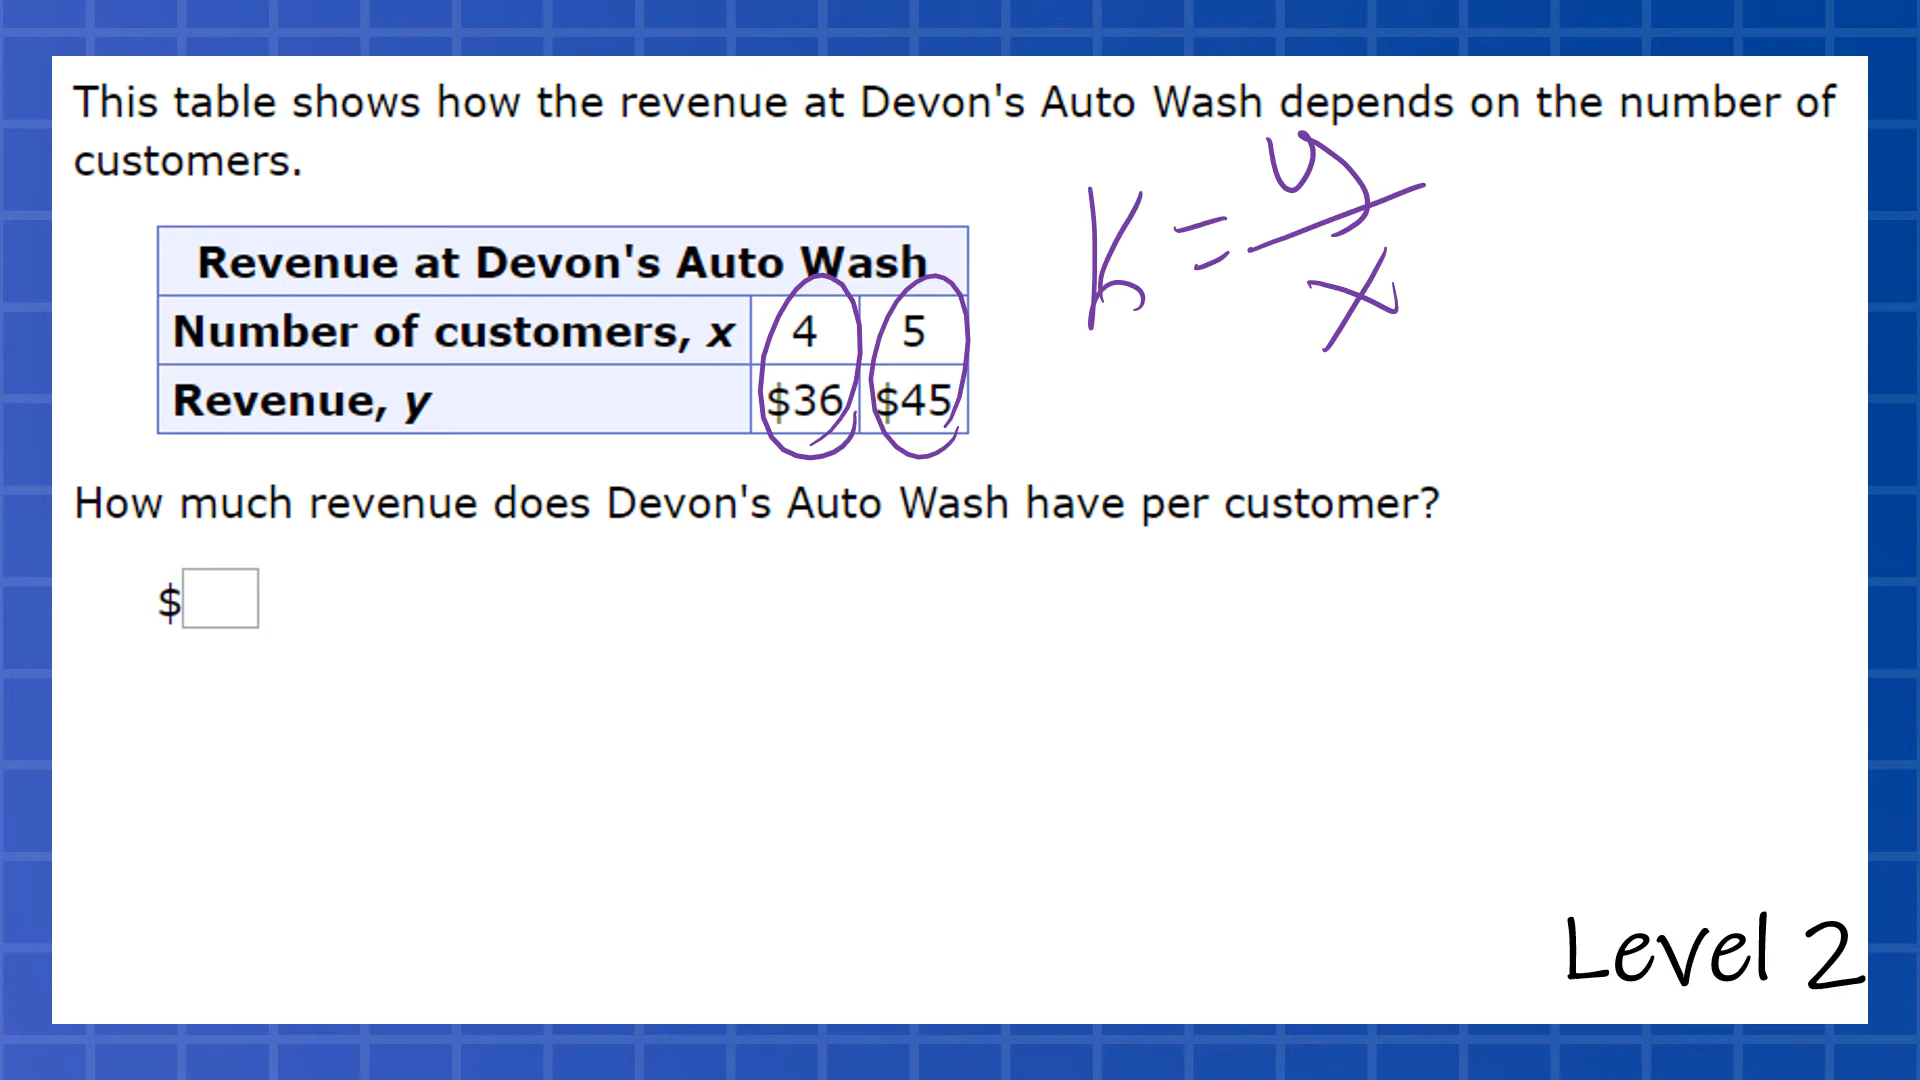 This table shows how the revenue at Devon's Auto Wash depends on the number of
customers.
K = y/x
Revenue at Devon's Auto Wash
Number of customers, x 4 5
Revenue, y $36 $45
How much revenue does Devon's Auto Wash have per customer?
$
Level 2